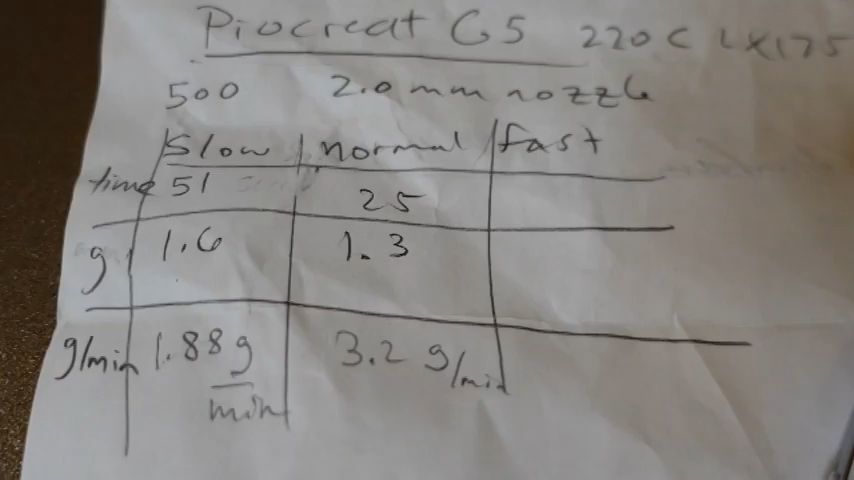 Piocreat G5 220C LX175
500 2.0mm nozzle
Slow normal fast
time 51 25
g 1.6 1.3
g/min 1.88 g/min 3.2 g/min